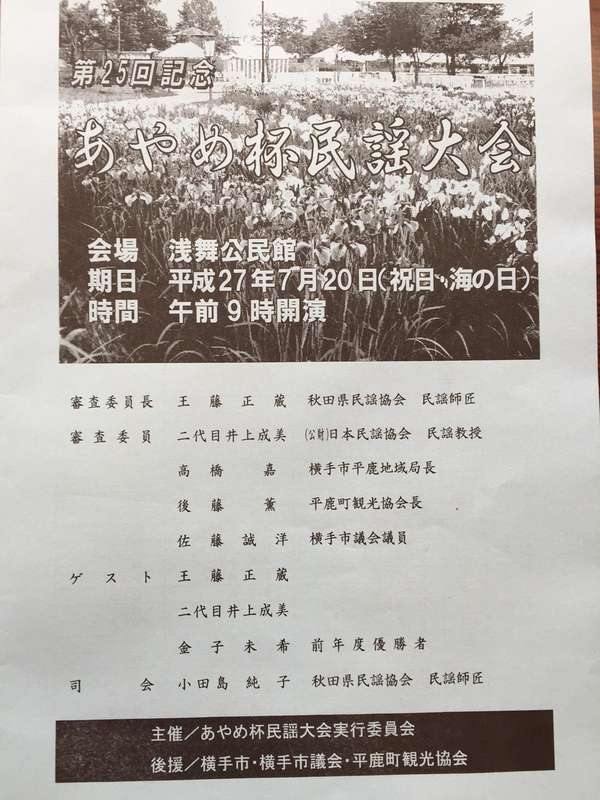 第25回記念
あやめ杯民謡大会
会場 浅舞公民館
期日 平成27年7月20日(祝日・海の日)
時間 午前9時開演
審査委員長 王藤正蔵 秋田県民謡協会 民謡師匠
審査委員 二代目井上成美 (公財)日本民謡協会 民謡教授
高橋嘉 横手市平鹿地域局長
後藤薫 平鹿町観光協会長
佐藤誠洋 横手市議会議員
ゲスト 王藤正蔵
二代目井上成美
金子未希 前年度優勝者
司会 小田島純子 秋田県民謡協会 民謡師匠
主催/あやめ杯民謡大会実行委員会
後援/横手市・横手市議会・平鹿町観光協会